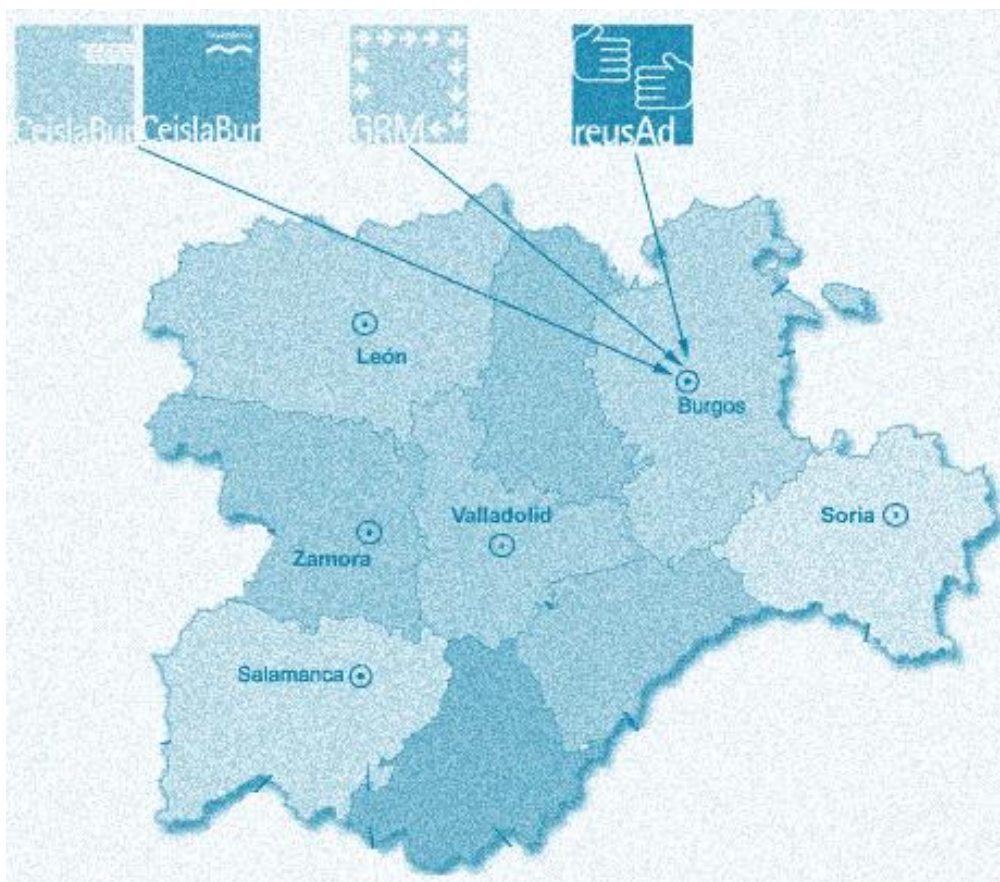 CeislaBur
CeislaBur
GRM
reusAd
León
Burgos
Valladolid
Soria
Zamora
Salamanca